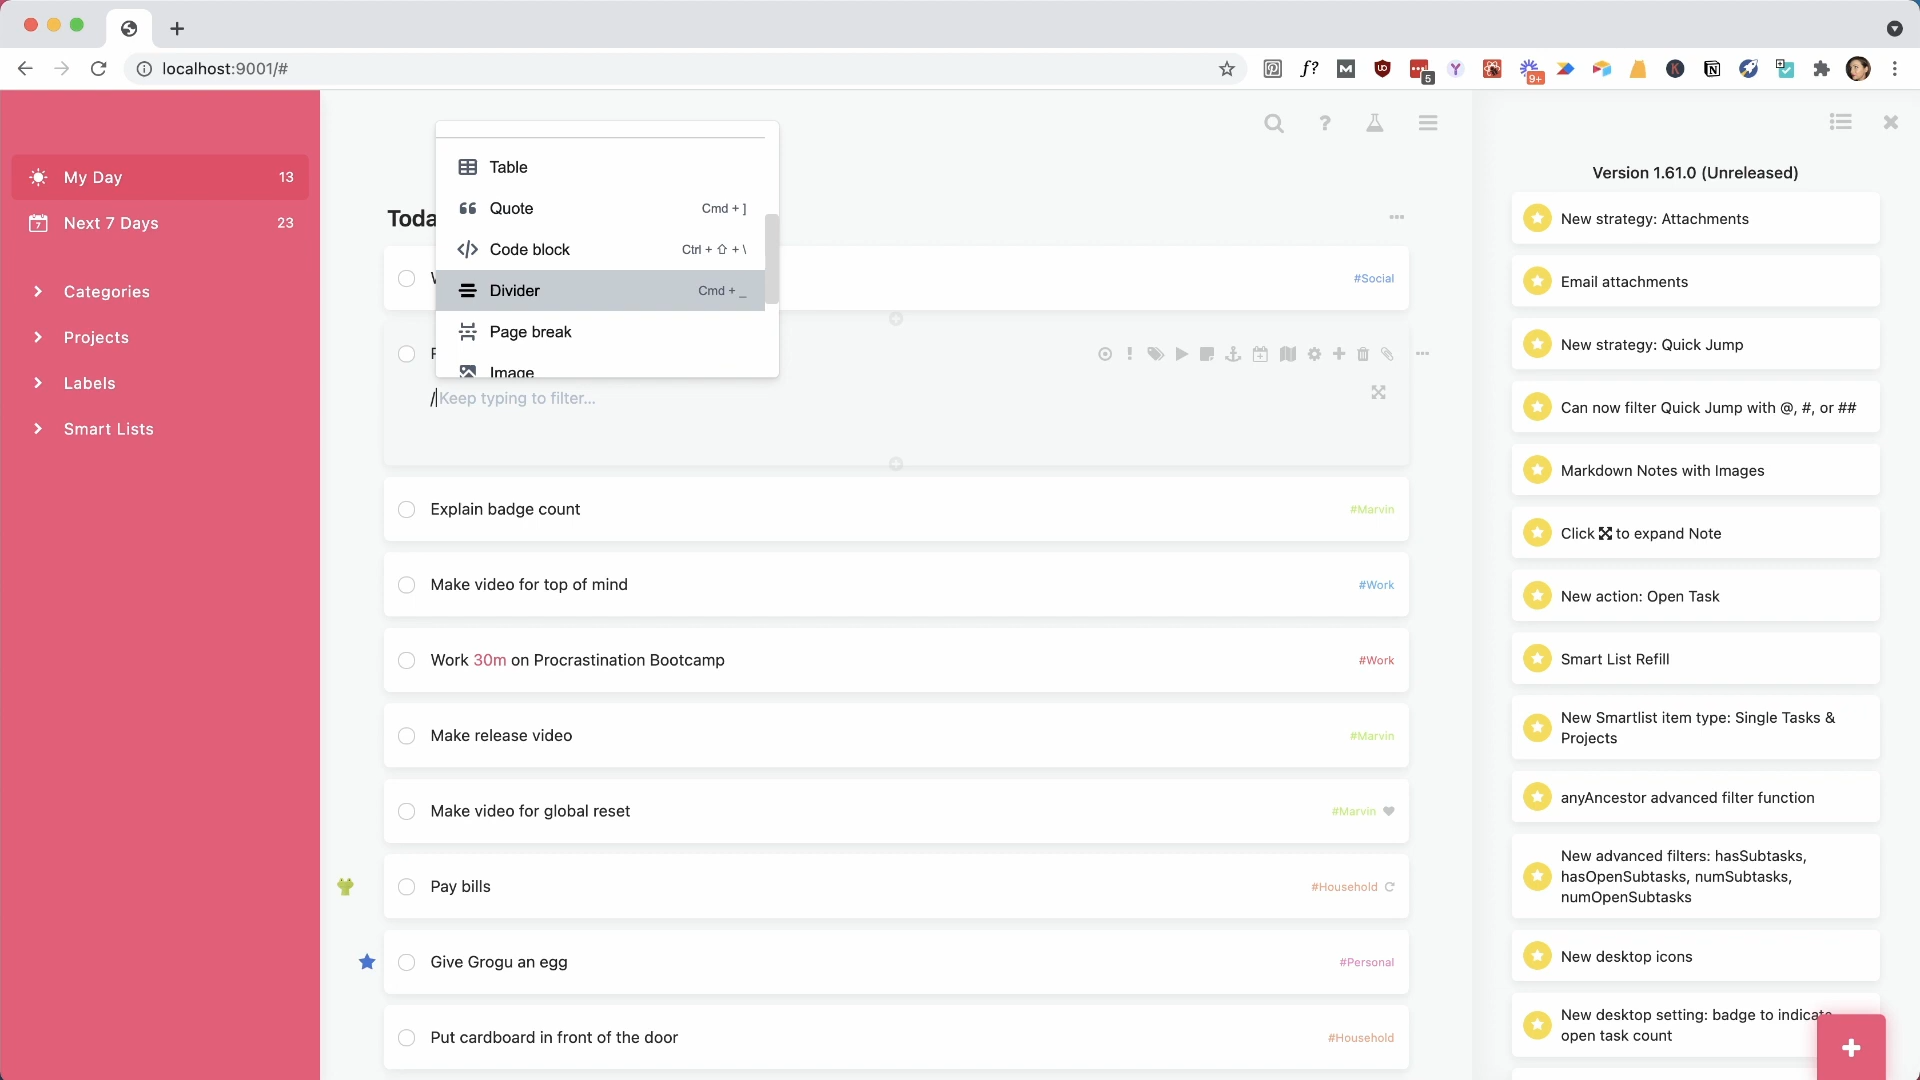 localhost:9001/#
5
9+
My Day 13
Next 7 Days 23
Categories
Projects
Labels
Smart Lists
Table
Quote Cmd + ]
Code block Ctrl + ⇧ + \
Divider Cmd + _
Page break
Image
#Social
/Keep typing to filter...
Explain badge count #Marvin
Make video for top of mind #Work
Work 30m on Procrastination Bootcamp #Work
Make release video #Marvin
Make video for global reset #Marvin
Pay bills #Household
Give Grogu an egg #Personal
Put cardboard in front of the door #Household
Version 1.61.0 (Unreleased)
New strategy: Attachments
Email attachments
New strategy: Quick Jump
Can now filter Quick Jump with @, #, or ##
Markdown Notes with Images
Click to expand Note
New action: Open Task
Smart List Refill
New Smartlist item type: Single Tasks &
Projects
anyAncestor advanced filter function
New advanced filters: hasSubtasks,
hasOpenSubtasks, numSubtasks,
numOpenSubtasks
New desktop icons
New desktop setting: badge to indicate
open task count